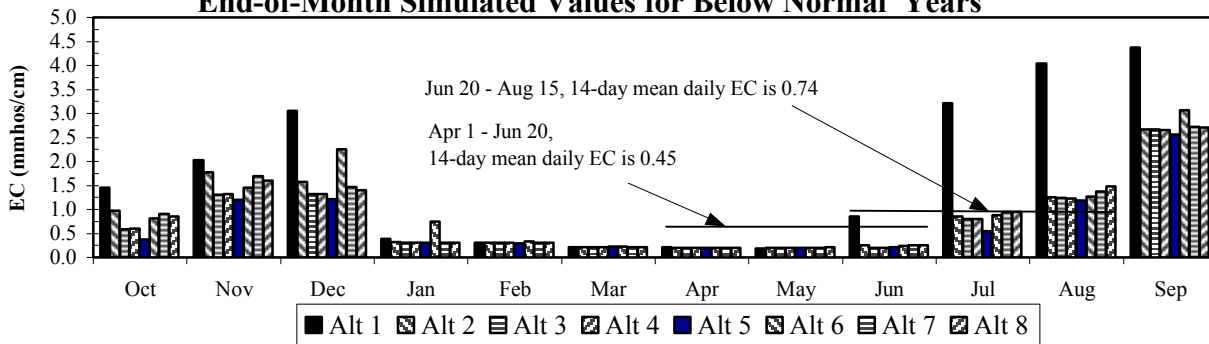 End-of-Month Simulated Values for Below Normal Years
EC (mmhos/cm)
5.0
4.5
4.0
3.5
3.0
2.5
2.0
1.5
1.0
0.5
0.0
Jun 20 - Aug 15, 14-day mean daily EC is 0.74
Apr 1 - Jun 20,
14-day mean daily EC is 0.45
Oct Nov Dec Jan Feb Mar Apr May Jun Jul Aug Sep
Alt 1 Alt 2 Alt 3 Alt 4 Alt 5 Alt 6 Alt 7 Alt 8